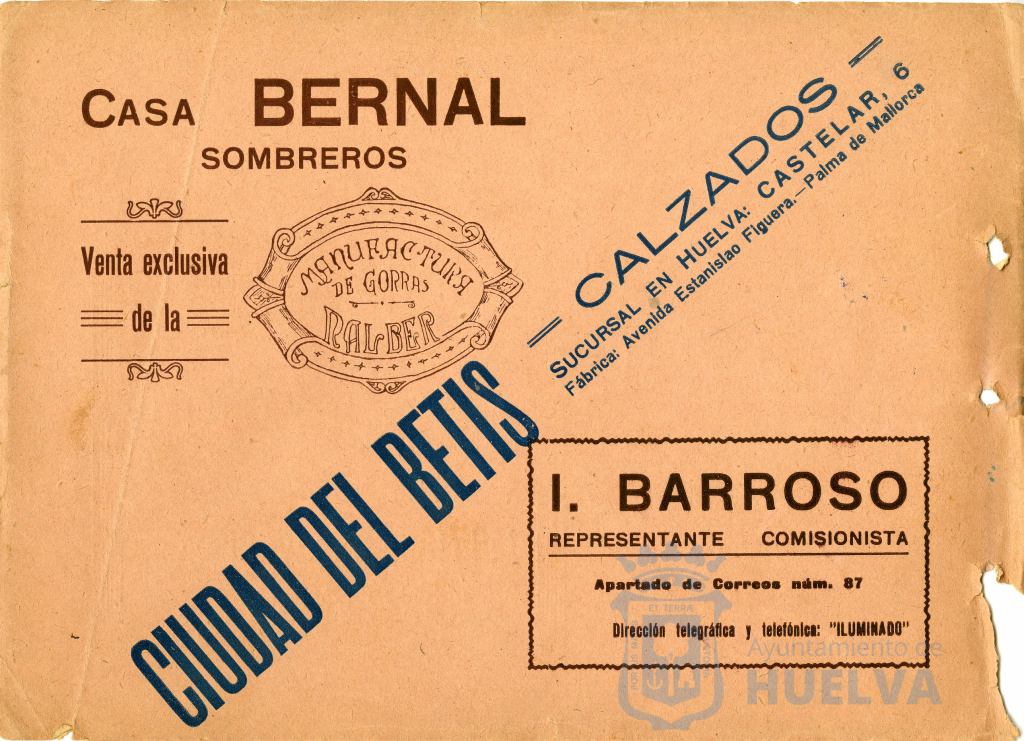 CASA BERNAL
SOMBREROS
Venta exclusiva
de la
MANUFACTURA
DE GORRAS
NALBER
CALZADOS
SUCURSAL EN HUELVA: CASTELAR, 6
Fábrica: Avenida Estanislao Figuera.—Palma de Mallorca
CIUDAD DEL BETIS
I. BARROSO
REPRESENTANTE COMISIONISTA
Apartado de Correos núm. 87
Dirección telegráfica y telefónica: "ILUMINADO"
Ayuntamiento de
HUELVA